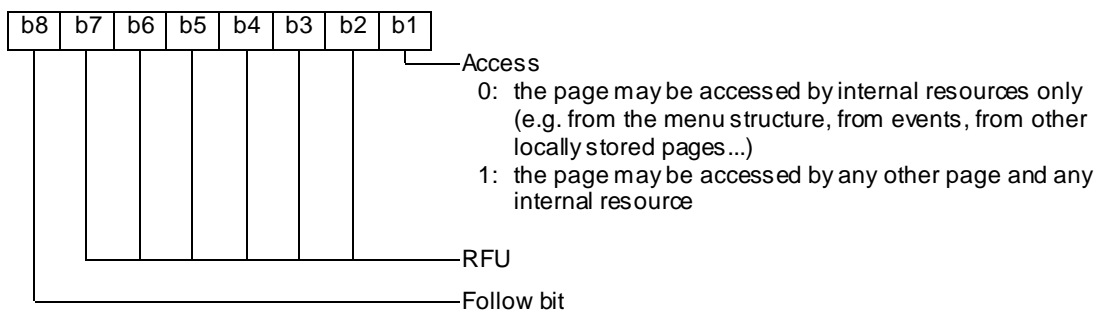 b8 b7 b6 b5 b4 b3 b2 b1
Access
0: the page may be accessed by internal resources only
(e.g. from the menu structure, from events, from other
locally stored pages...)
1: the page may be accessed by any other page and any
internal resource
RFU
Follow bit